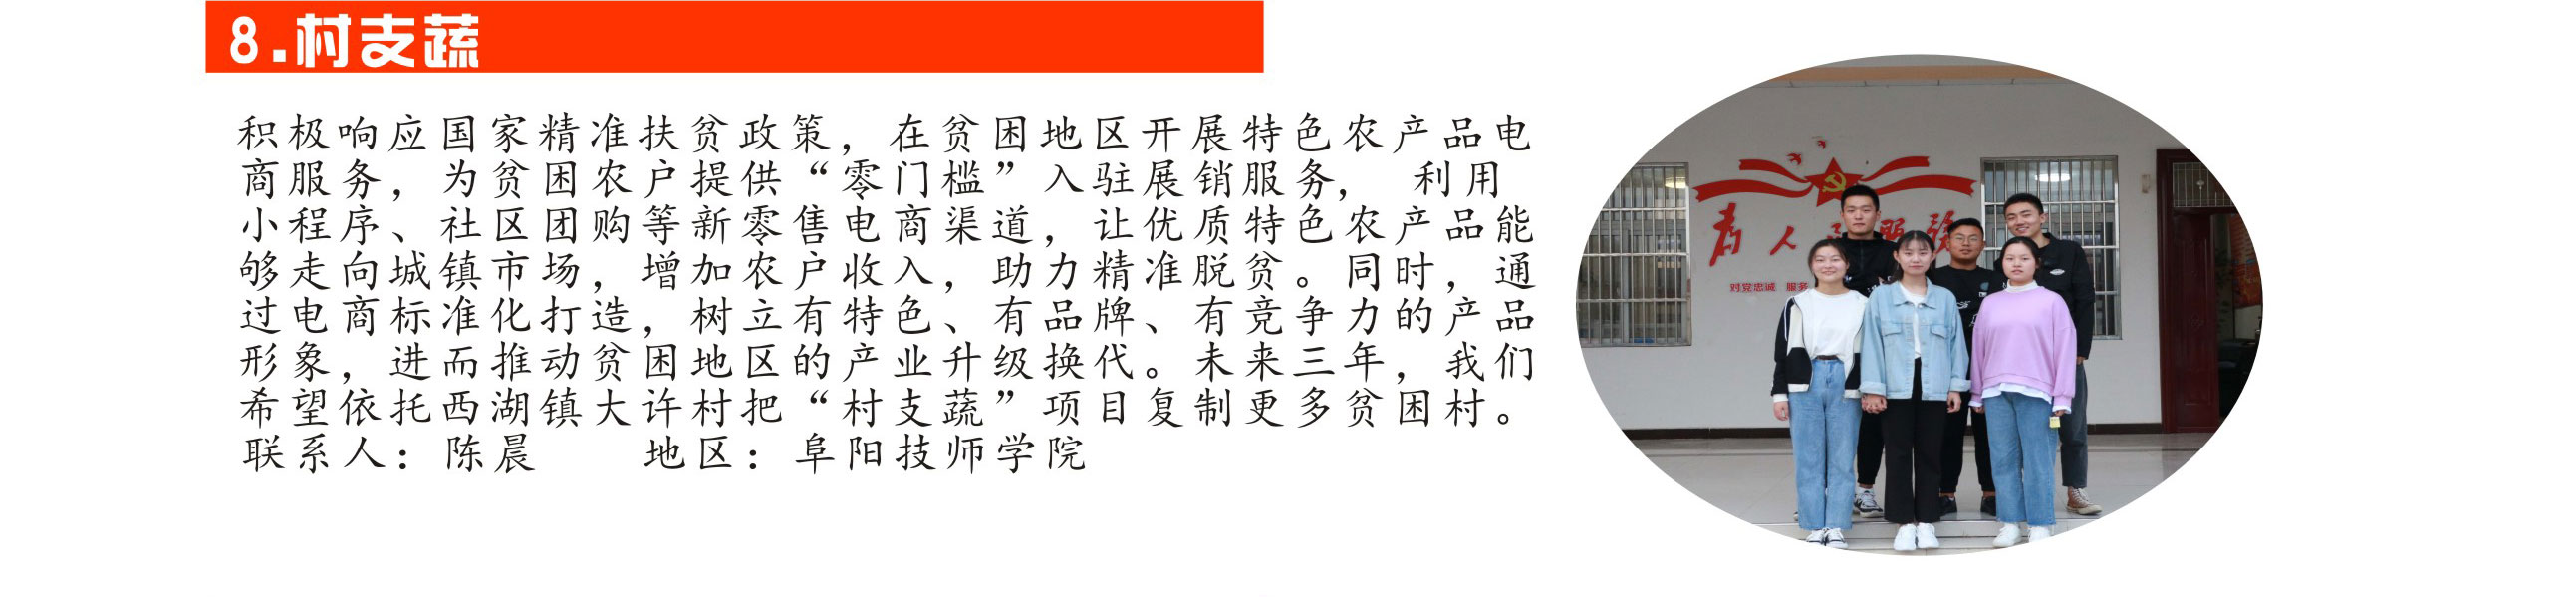 8.村支蔬
积极响应国家精准扶贫政策，在贫困地区开展特色农产品电
商服务，为贫困农户提供“零门槛”入驻展销服务， 利用
小程序、社区团购等新零售电商渠道，让优质特色农产品能
够走向城镇市场，增加农户收入，助力精准脱贫。同时，通
过电商标准化打造，树立有特色、有品牌、有竞争力的产品
形象，进而推动贫困地区的产业升级换代。未来三年，我们
希望依托西湖镇大许村把“村支蔬”项目复制更多贫困村。
联系人：陈晨  地区：阜阳技师学院
为人 服务
对党忠诚 服务